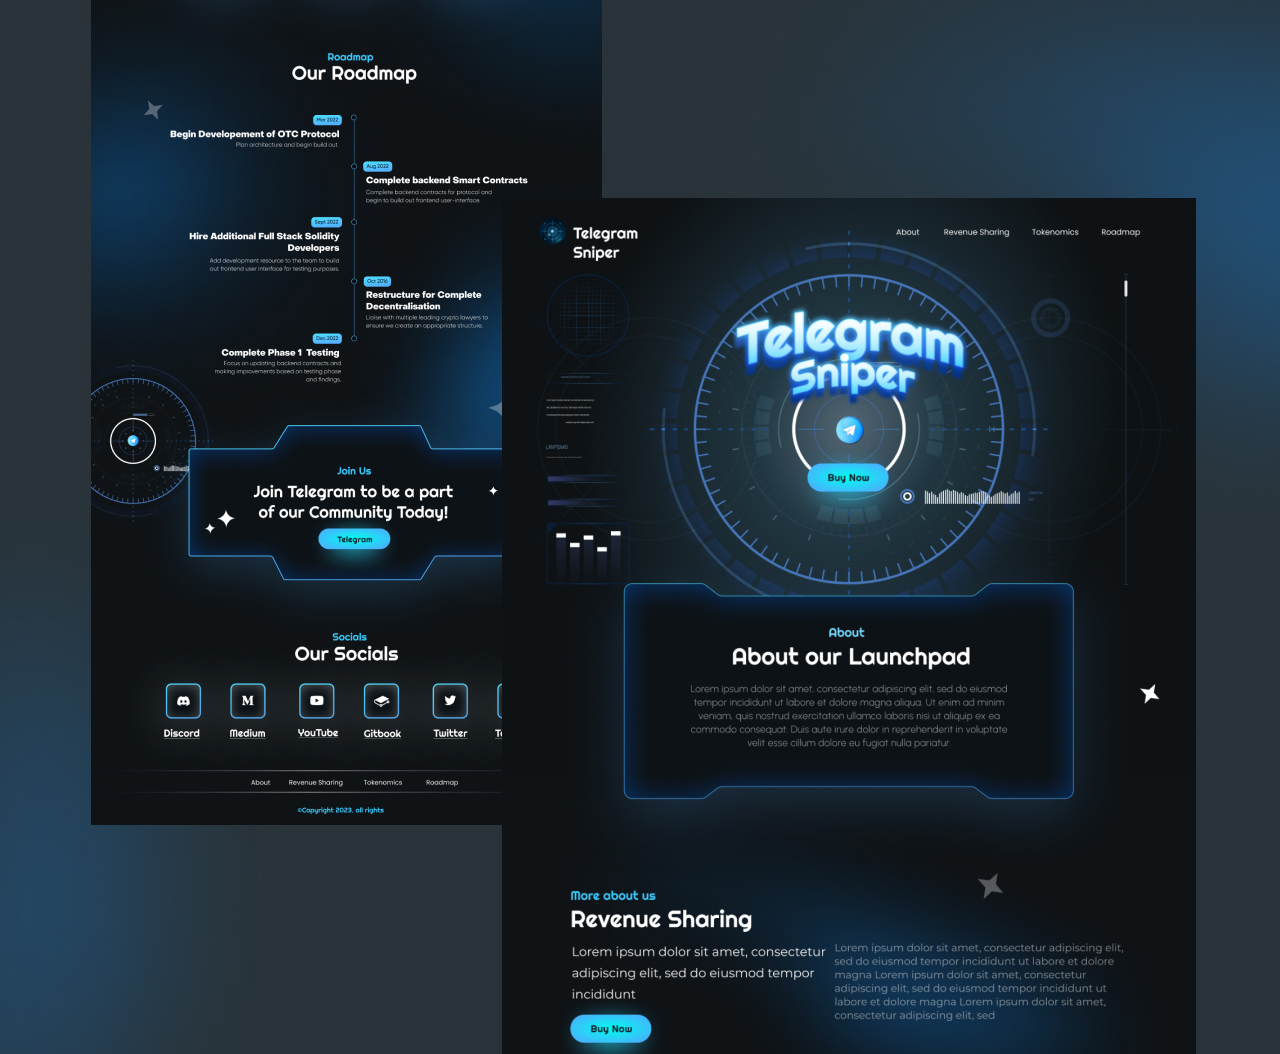 Roadmap
Our Roadmap
Mar 2022
Begin Developement of OTC Protocol
Plan architecture and begin build out
Aug 2022
Complete backend Smart Contracts
Complete backend contracts for protocol and
begin to build out frontend user-interface.
Sept 2022
Hire Additional Full Stack Solidity
Developers
Add development resource to the team to build
out frontend user interface for testing purposes.
Oct 2016
Restructure for Complete
Decentralisation
Liaise with multiple leading crypto lawyers to
ensure we create an appropriate structure.
Dec 2022
Complete Phase 1 Testing
Focus on updating backend contracts and
making improvements based on testing phase
and findings.
Join Us
Join Telegram to be a part
of our Community Today!
Telegram
Socials
Our Socials
Discord
Medium
YouTube
Gitbook
Twitter
About
Revenue Sharing
Tokenomics
Roadmap
©Copyright 2023. all rights
Telegram
Sniper
About
Revenue Sharing
Tokenomics
Roadmap
Telegram
Sniper
Buy Now
About
About our Launchpad
Lorem ipsum dolor sit amet, consectetur adipiscing elit, sed do eiusmod
tempor incididunt ut labore et dolore magna aliqua. Ut enim ad minim
veniam, quis nostrud exercitation ullamco laboris nisi ut aliquip ex ea
commodo consequat. Duis aute irure dolor in reprehenderit in voluptate
velit esse cillum dolore eu fugiat nulla pariatur.
More about us
Revenue Sharing
Lorem ipsum dolor sit amet, consectetur
adipiscing elit, sed do eiusmod tempor
incididunt
Buy Now
Lorem ipsum dolor sit amet, consectetur adipiscing elit,
sed do eiusmod tempor incididunt ut labore et dolore
magna Lorem ipsum dolor sit amet, consectetur
adipiscing elit, sed do eiusmod tempor incididunt ut
labore et dolore magna Lorem ipsum dolor sit amet,
consectetur adipiscing elit, sed